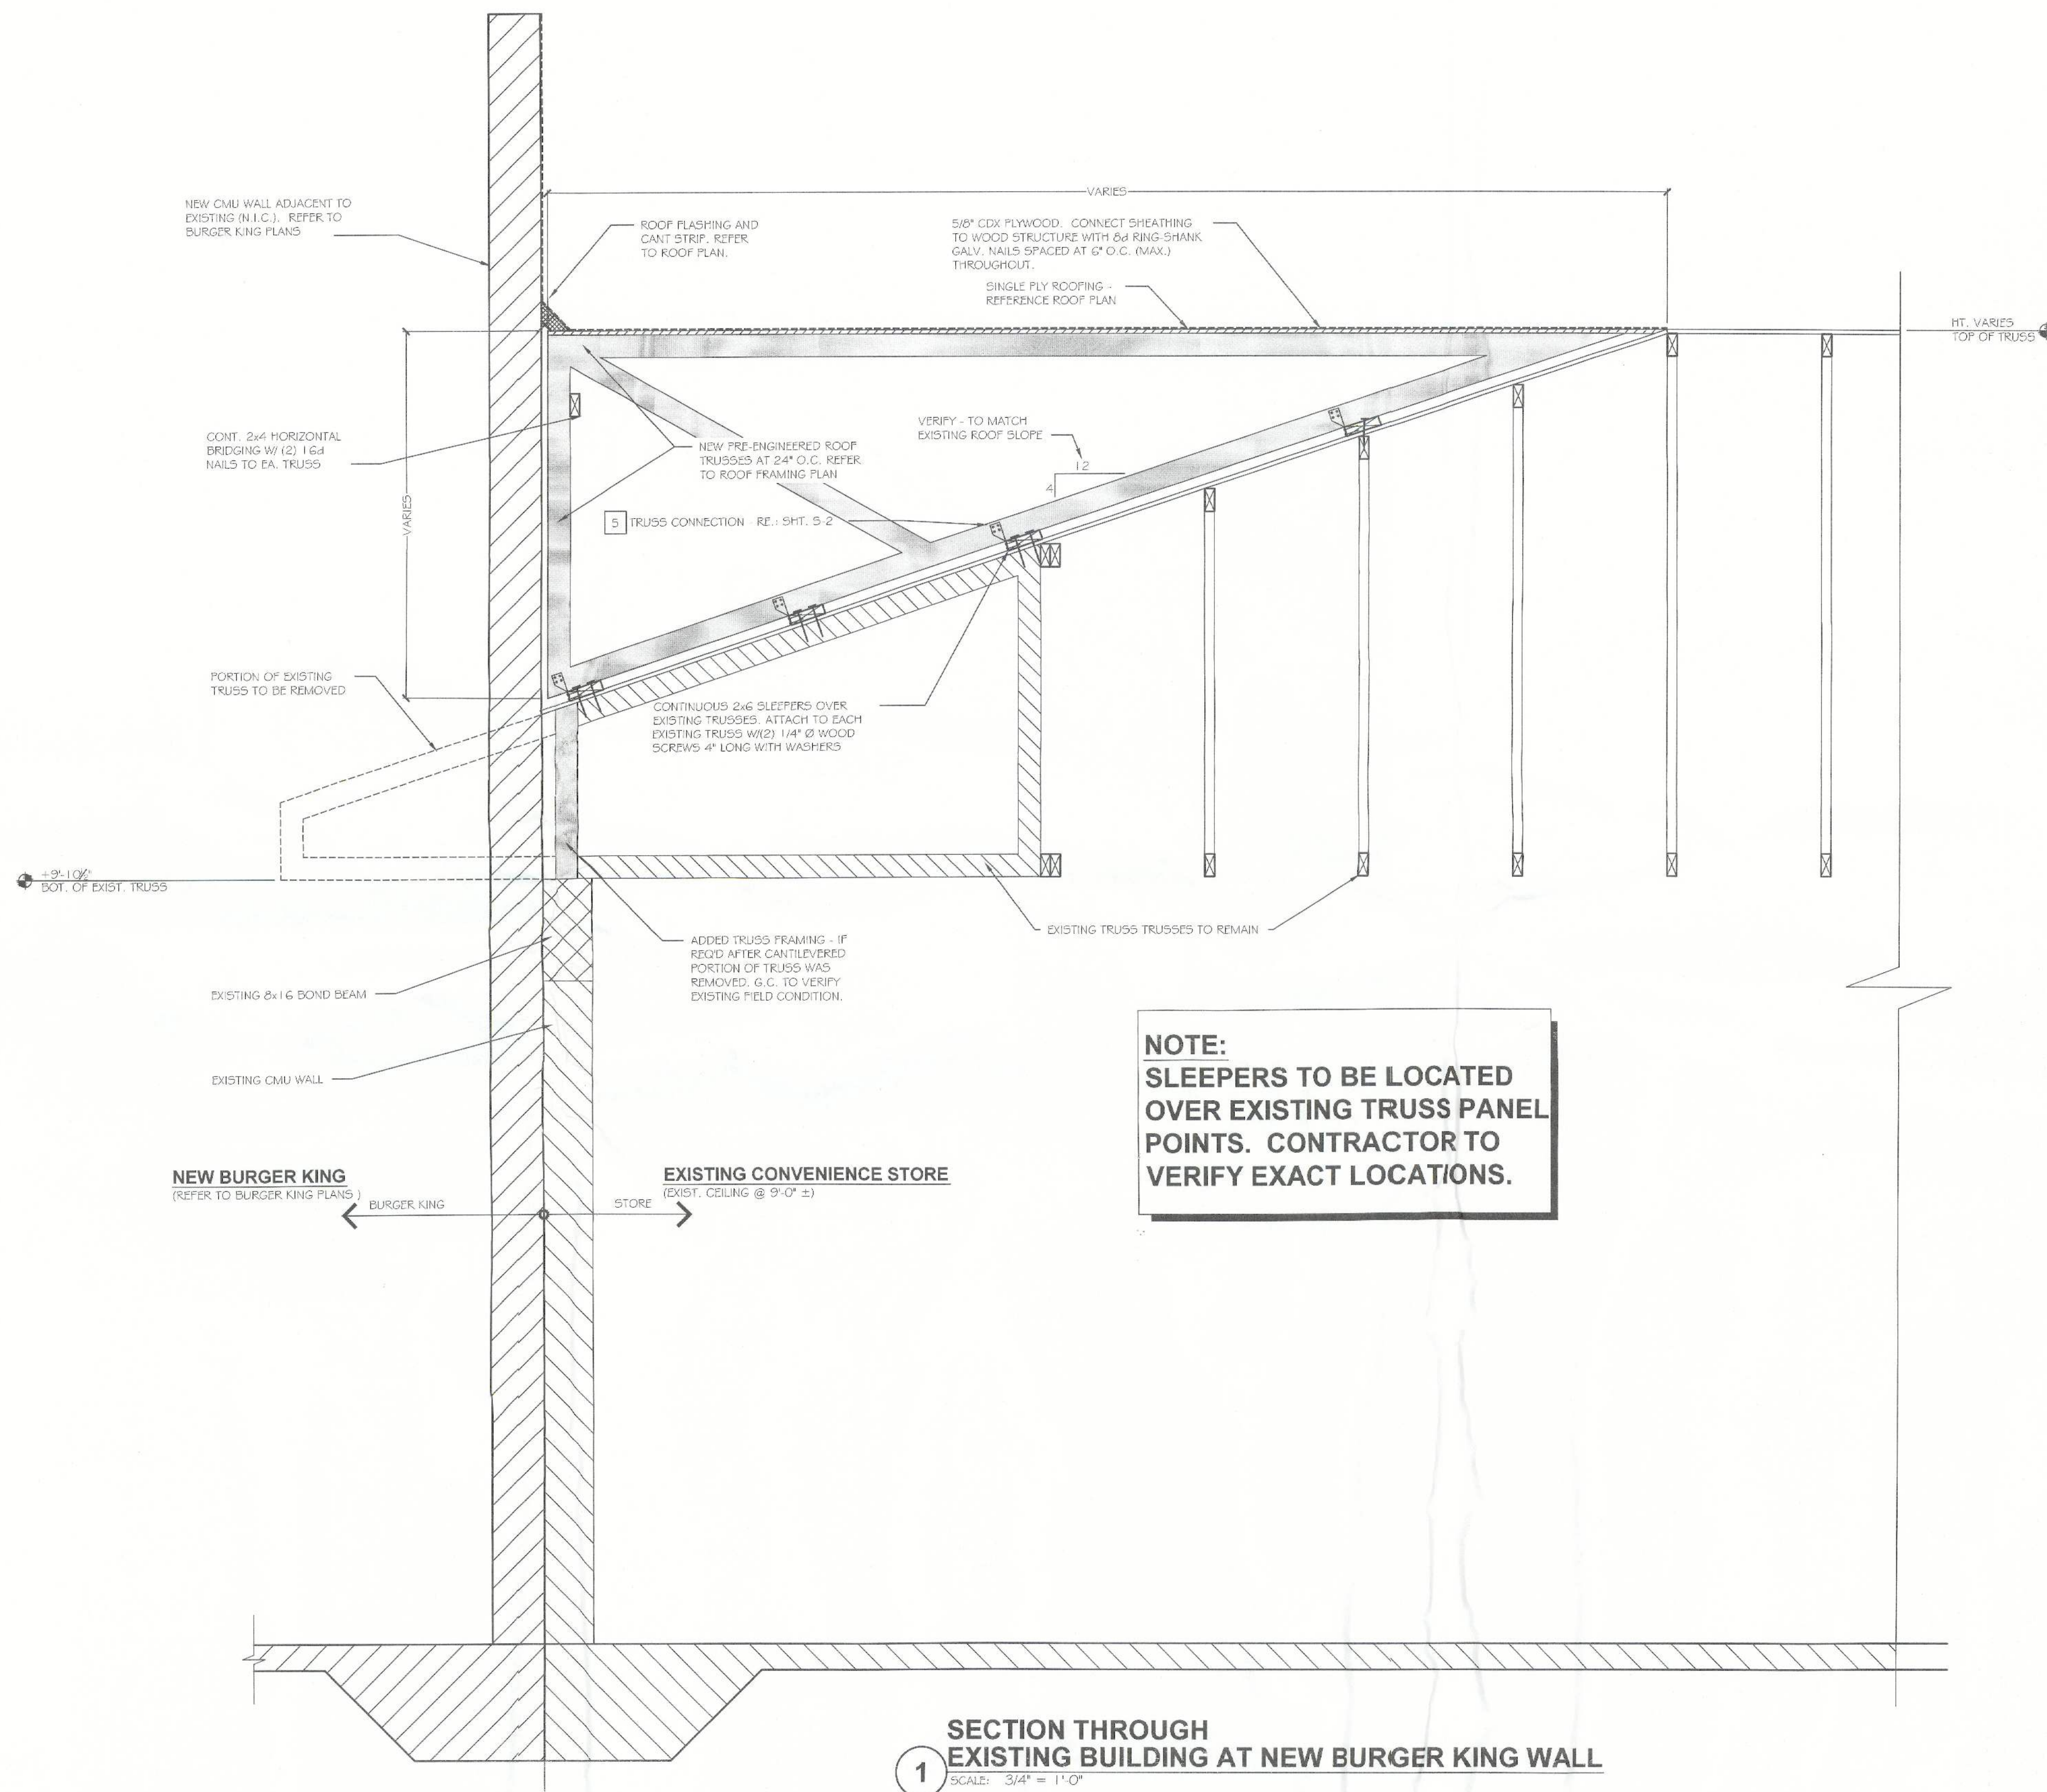 VARIES
NEW CMU WALL ADJACENT TO
EXISTING (N.I.C.). REFER TO
BURGER KING PLANS
ROOF FLASHING AND
CANT STRIP. REFER
TO ROOF PLAN.
5/8" CDX PLYWOOD. CONNECT SHEATHING
TO WOOD STRUCTURE WITH 8d RING-SHANK
GALV. NAILS SPACED AT 6" O.C. (MAX.)
THROUGHOUT.
SINGLE PLY ROOFING -
REFERENCE ROOF PLAN
HT. VARIES
TOP OF TRUSS
CONT. 2x4 HORIZONTAL
BRIDGING W/ (2) 16d
NAILS TO EA. TRUSS
VARIES
NEW PRE-ENGINEERED ROOF
TRUSSES AT 24" O.C. REFER
TO ROOF FRAMING PLAN
VERIFY - TO MATCH
EXISTING ROOF SLOPE
12
4
5 TRUSS CONNECTION - RE.: SHT. S-2
PORTION OF EXISTING
TRUSS TO BE REMOVED
CONTINUOUS 2x6 SLEEPERS OVER
EXISTING TRUSSES. ATTACH TO EACH
EXISTING TRUSS W/(2) 1/4" Ø WOOD
SCREWS 4" LONG WITH WASHERS
BOT. OF EXIST. TRUSS
ADDED TRUSS FRAMING - IF
REQ'D AFTER CANTILEVERED
PORTION OF TRUSS WAS
REMOVED. G.C. TO VERIFY
EXISTING FIELD CONDITION.
EXISTING TRUSS TRUSSES TO REMAIN
EXISTING 8x16 BOND BEAM
EXISTING CMU WALL
NOTE:
SLEEPERS TO BE LOCATED
OVER EXISTING TRUSS PANEL
POINTS. CONTRACTOR TO
VERIFY EXACT LOCATIONS.
NEW BURGER KING
(REFER TO BURGER KING PLANS )
BURGER KING
EXISTING CONVENIENCE STORE
(EXIST. CEILING @ 9'-0" ±)
STORE
1
SECTION THROUGH
EXISTING BUILDING AT NEW BURGER KING WALL
SCALE: 3/4" = 1'-0"